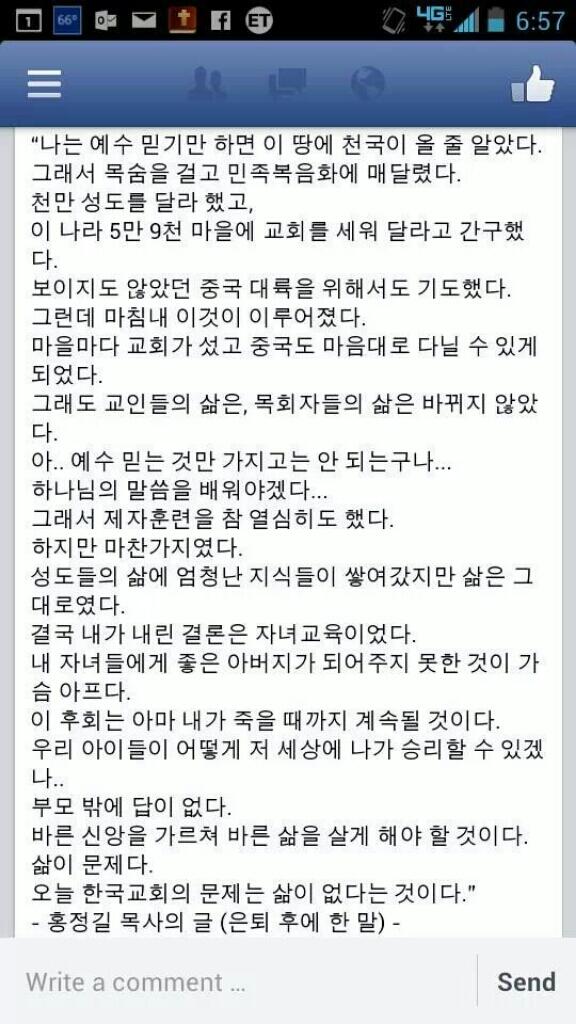 1 66° ET 4G 6:57
“나는 예수 믿기만 하면 이 땅에 천국이 올 줄 알았다.
그래서 목숨을 걸고 민족복음화에 매달렸다.
천만 성도를 달라 했고,
이 나라 5만 9천 마을에 교회를 세워 달라고 간구했
다.
보이지도 않았던 중국 대륙을 위해서도 기도했다.
그런데 마침내 이것이 이루어졌다.
마을마다 교회가 섰고 중국도 마음대로 다닐 수 있게
되었다.
그래도 교인들의 삶은, 목회자들의 삶은 바뀌지 않았
다.
아.. 예수 믿는 것만 가지고는 안 되는구나...
하나님의 말씀을 배워야겠다...
그래서 제자훈련을 참 열심히도 했다.
하지만 마찬가지였다.
성도들의 삶에 엄청난 지식들이 쌓여갔지만 삶은 그
대로였다.
결국 내가 내린 결론은 자녀교육이었다.
내 자녀들에게 좋은 아버지가 되어주지 못한 것이 가
슴 아프다.
이 후회는 아마 내가 죽을 때까지 계속될 것이다.
우리 아이들이 어떻게 저 세상에 나가 승리할 수 있겠
나..
부모 밖에 답이 없다.
바른 신앙을 가르쳐 바른 삶을 살게 해야 할 것이다.
삶이 문제다.
오늘 한국교회의 문제는 삶이 없다는 것이다.”
- 홍정길 목사의 글 (은퇴 후에 한 말) -
Write a comment ... Send